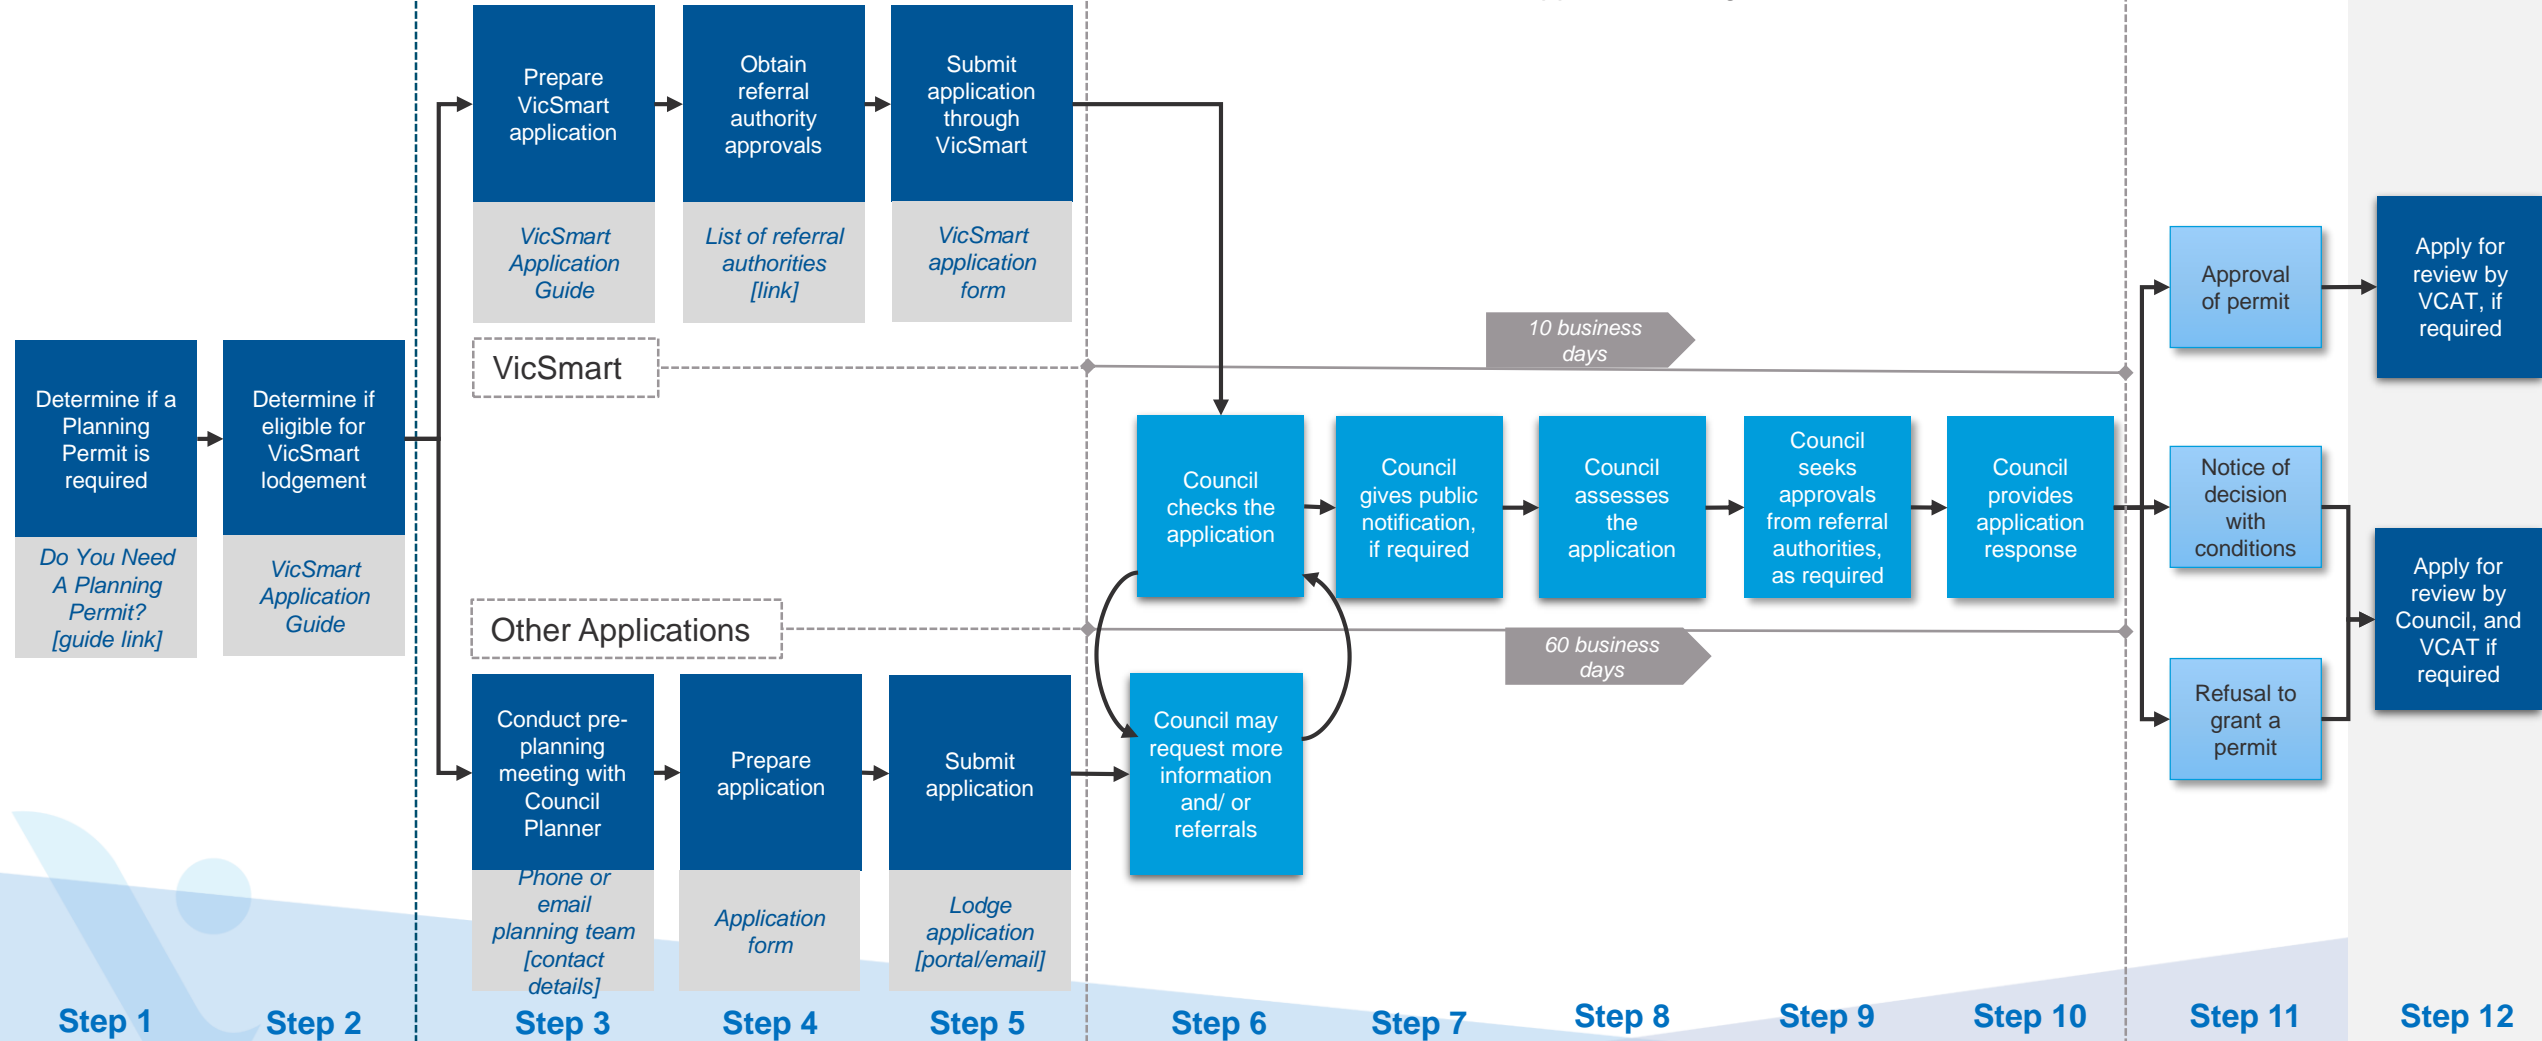 Prepare
VicSmart
application
Obtain
referral
authority
approvals
Submit
application
through
VicSmart
VicSmart
Application
Guide
List of referral
authorities
[link]
VicSmart
application
form
VicSmart
10 business
days
Determine if a
Planning
Permit is
required
Do You Need
A Planning
Permit?
[guide link]
Determine if
eligible for
VicSmart
lodgement
VicSmart
Application
Guide
Other Applications
60 business
days
Conduct pre-
planning
meeting with
Council
Planner
Phone or
email
planning team
[contact
details]
Prepare
application
Application
form
Submit
application
Lodge
application
[portal/email]
Council
checks the
application
Council may
request more
information
and/ or
referrals
Council
gives public
notification,
if required
Council
assesses
the
application
Council
seeks
approvals
from referral
authorities,
as required
Council
provides
application
response
Approval
of permit
Notice of
decision
with
conditions
Refusal to
grant a
permit
Apply for
review by
VCAT, if
required
Apply for
review by
Council, and
VCAT if
required
Step 1
Step 2
Step 3
Step 4
Step 5
Step 6
Step 7
Step 8
Step 9
Step 10
Step 11
Step 12